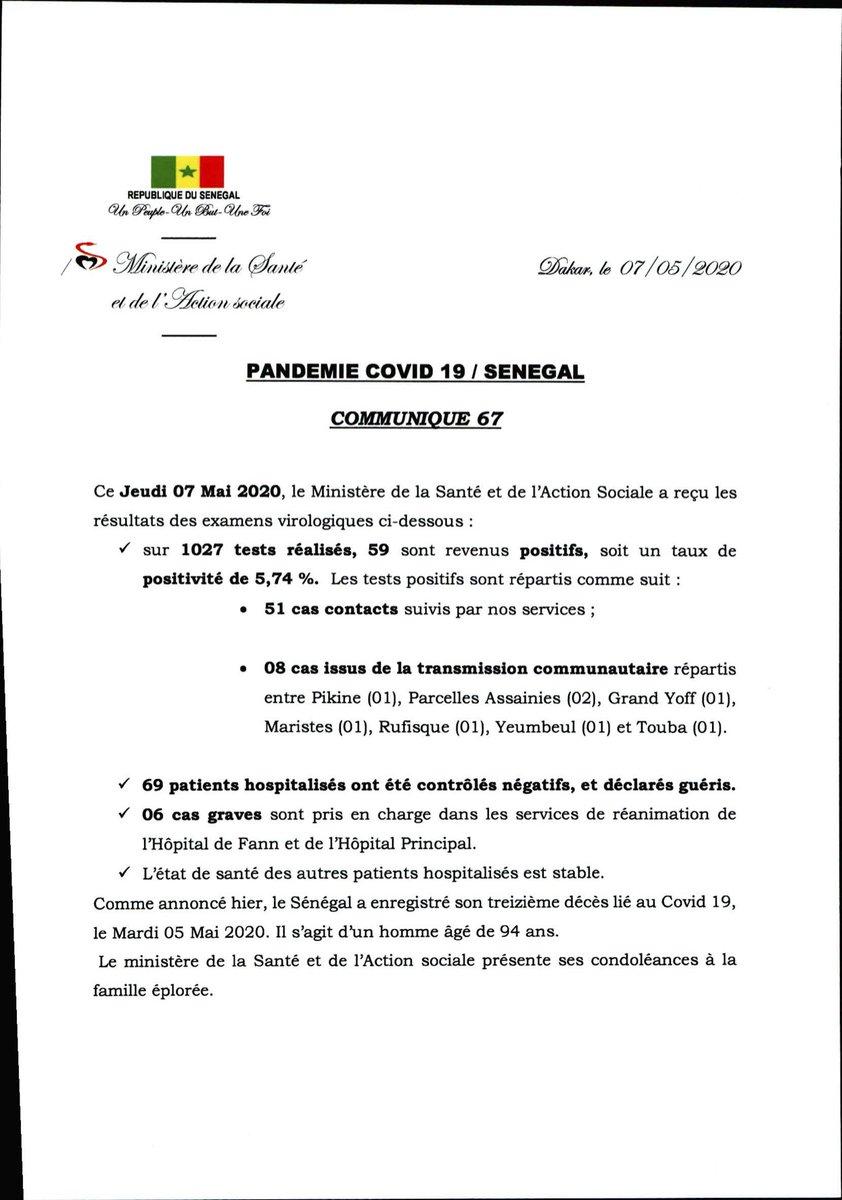 REPUBLIQUE DU SENEGAL
Un Peuple-Un But-Une Foi
Ministère de la Santé
et de l'Action sociale
Dakar, le 07/05/2020
PANDEMIE COVID 19 / SENEGAL
COMMUNIQUE 67
Ce Jeudi 07 Mai 2020, le Ministère de la Santé et de l'Action Sociale a reçu les
résultats des examens virologiques ci-dessous :
✓ sur 1027 tests réalisés, 59 sont revenus positifs, soit un taux de
positivité de 5,74 %. Les tests positifs sont répartis comme suit :
• 51 cas contacts suivis par nos services ;
• 08 cas issus de la transmission communautaire répartis
entre Pikine (01), Parcelles Assainies (02), Grand Yoff (01),
Maristes (01), Rufisque (01), Yeumbeul (01) et Touba (01).
✓ 69 patients hospitalisés ont été contrôlés négatifs, et déclarés guéris.
✓ 06 cas graves sont pris en charge dans les services de réanimation de
l'Hôpital de Fann et de l'Hôpital Principal.
✓ L'état de santé des autres patients hospitalisés est stable.
Comme annoncé hier, le Sénégal a enregistré son treizième décès lié au Covid 19,
le Mardi 05 Mai 2020. Il s'agit d'un homme âgé de 94 ans.
Le ministère de la Santé et de l'Action sociale présente ses condoléances à la
famille éplorée.